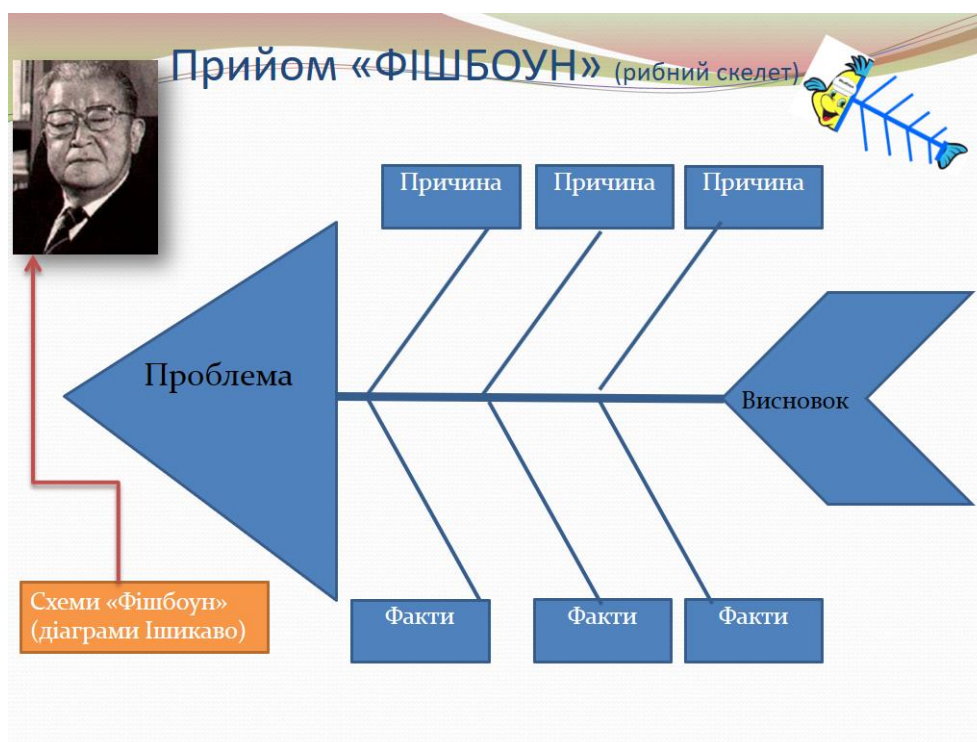 Прийом «ФІШБОУН» (рибний скелет)
Причина
Причина
Причина
Проблема
Висновок
Схеми «Фішбоун»
(діаграми Ішикаво)
Факти
Факти
Факти